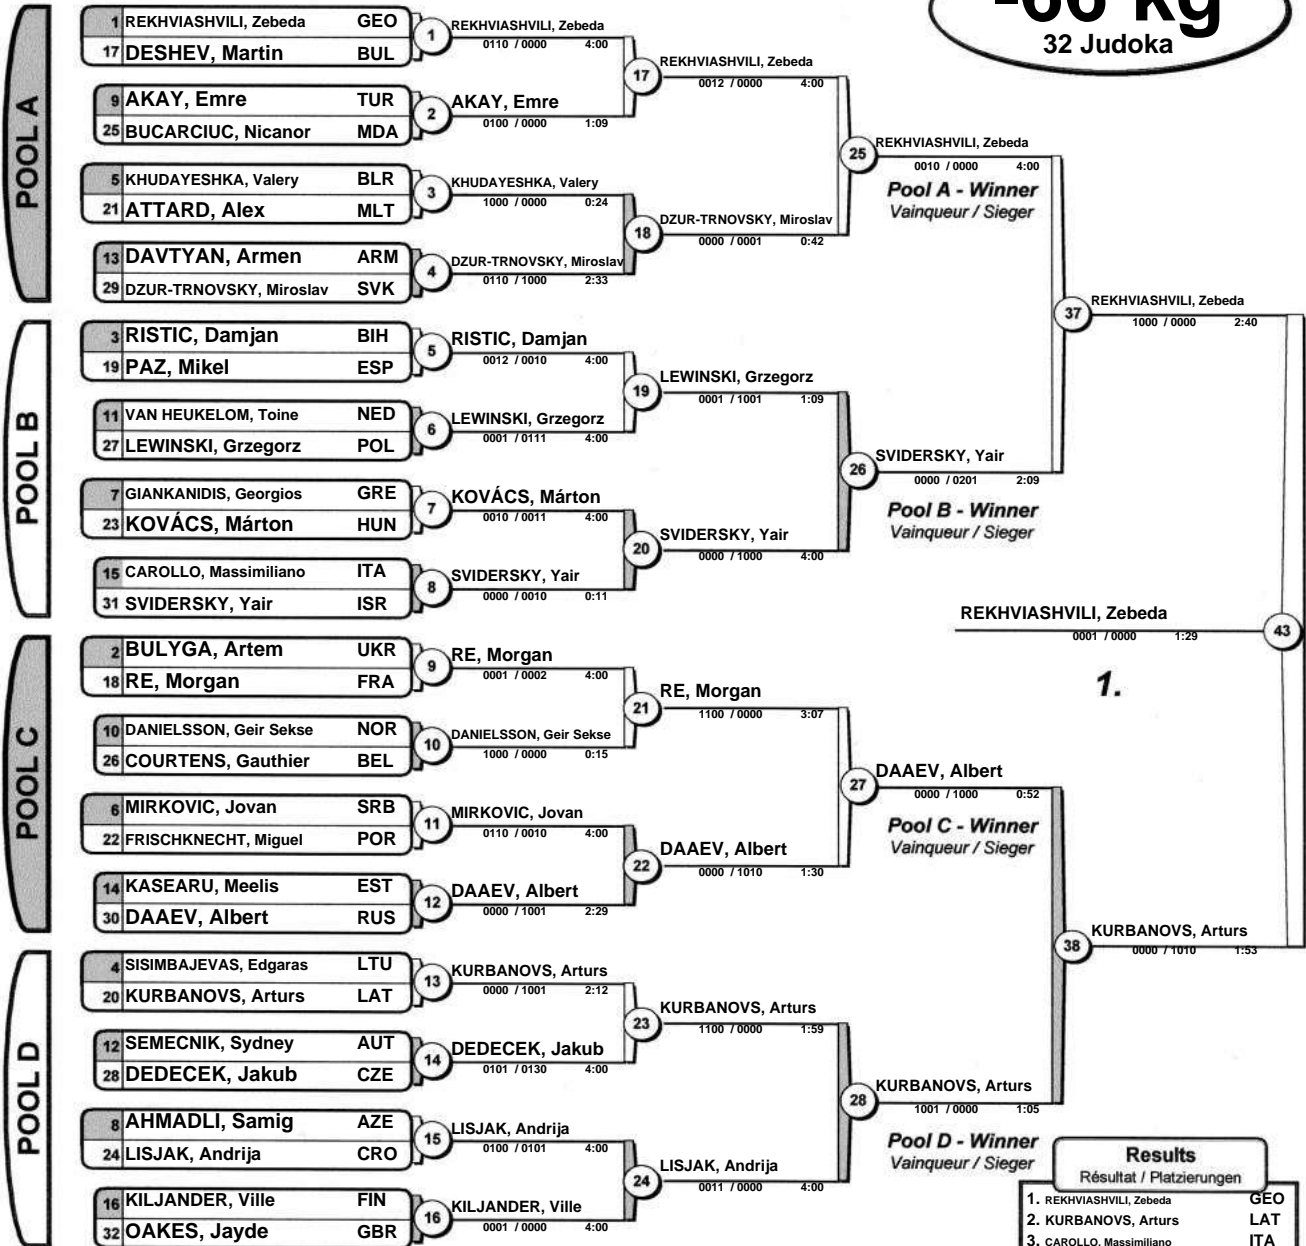 -66 kg
32 Judoka
POOL A
1 REKHVIASHVILI, Zebeda GEO
17 DESHEV, Martin BUL
9 AKAY, Emre TUR
25 BUCARCIUC, Nicanor MDA
5 KHUDAYESHKA, Valery BLR
21 ATTARD, Alex MLT
13 DAVTYAN, Armen ARM
29 DZUR-TRNOVSKY, Miroslav SVK
POOL B
3 RISTIC, Damjan BIH
19 PAZ, Mikel ESP
11 VAN HEUKELOM, Toine NED
27 LEWINSKI, Grzegorz POL
7 GIANKANIDIS, Georgios GRE
23 KOVÁCS, Márton HUN
15 CAROLLO, Massimiliano ITA
31 SVIDERSKY, Yair ISR
POOL C
2 BULYGA, Artem UKR
18 RE, Morgan FRA
10 DANIELSSON, Geir Sekse NOR
26 COURTENS, Gauthier BEL
6 MIRKOVIC, Jovan SRB
22 FRISCHKNECHT, Miguel POR
14 KASEARU, Meelis EST
30 DAAEV, Albert RUS
POOL D
4 SISIMBAJEVAS, Edgaras LTU
20 KURBANOVS, Arturs LAT
12 SEMECNIK, Sydney AUT
28 DEDECEK, Jakub CZE
8 AHMADLI, Samig AZE
24 LISJAK, Andrija CRO
16 KILJANDER, Ville FIN
32 OAKES, Jayde GBR
1 REKHVIASHVILI, Zebeda
0110 / 0000 4:00
2 AKAY, Emre
0100 / 0000 1:09
3 KHUDAYESHKA, Valery
1000 / 0000 0:24
4 DZUR-TRNOVSKY, Miroslav
0110 / 1000 2:33
5 RISTIC, Damjan
0012 / 0010 4:00
6 LEWINSKI, Grzegorz
0001 / 0111 4:00
7 KOVÁCS, Márton
0010 / 0011 4:00
8 SVIDERSKY, Yair
0000 / 0010 0:11
9 RE, Morgan
0001 / 0002 4:00
10 DANIELSSON, Geir Sekse
1000 / 0000 0:15
11 MIRKOVIC, Jovan
0110 / 0010 4:00
12 DAAEV, Albert
0000 / 1001 2:29
13 KURBANOVS, Arturs
0000 / 1001 2:12
14 DEDECEK, Jakub
0101 / 0130 4:00
15 LISJAK, Andrija
0100 / 0101 4:00
16 KILJANDER, Ville
0001 / 0000 4:00
17 REKHVIASHVILI, Zebeda
0012 / 0000 4:00
18 DZUR-TRNOVSKY, Miroslav
0000 / 0001 0:42
19 LEWINSKI, Grzegorz
0001 / 1001 1:09
20 SVIDERSKY, Yair
0000 / 1000 4:00
21 RE, Morgan
1100 / 0000 3:07
22 DAAEV, Albert
0000 / 1010 1:30
23 KURBANOVS, Arturs
1100 / 0000 1:59
24 LISJAK, Andrija
0011 / 0000 4:00
25 REKHVIASHVILI, Zebeda
0010 / 0000 4:00
Pool A - Winner
Vainqueur / Sieger
26 SVIDERSKY, Yair
0000 / 0201 2:09
Pool B - Winner
Vainqueur / Sieger
27 DAAEV, Albert
0000 / 1000 0:52
Pool C - Winner
Vainqueur / Sieger
28 KURBANOVS, Arturs
1001 / 0000 1:05
Pool D - Winner
Vainqueur / Sieger
37 REKHVIASHVILI, Zebeda
1000 / 0000 2:40
38 KURBANOVS, Arturs
0000 / 1010 1:53
REKHVIASHVILI, Zebeda 43
0001 / 0000 1:29
1.
Results
Résultat / Platzierungen
1. REKHVIASHVILI, Zebeda GEO
2. KURBANOVS, Arturs LAT
3. CAROLLO, Massimiliano ITA